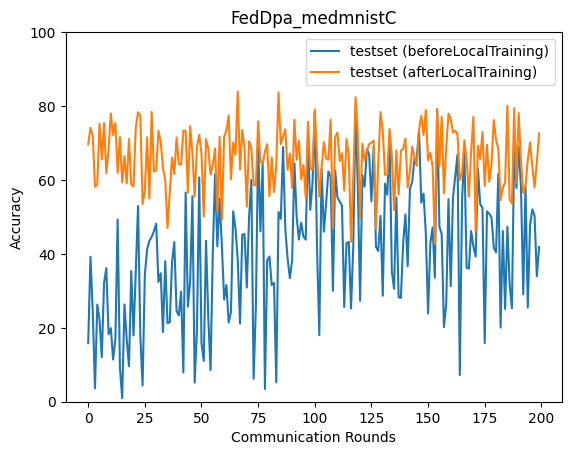 FedDpa_medmnistC
testset (beforeLocalTraining)
testset (afterLocalTraining)
Accuracy
100
80
60
40
20
0
0 25 50 75 100 125 150 175 200
Communication Rounds